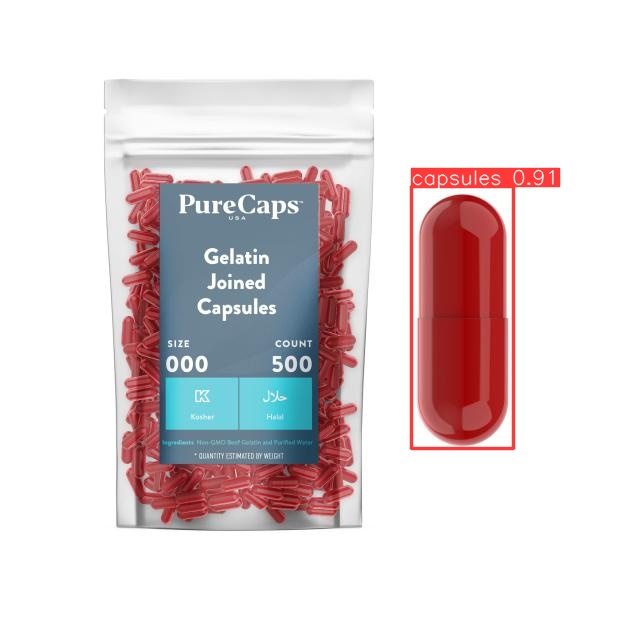 PureCaps™
USA
Gelatin
Joined
Capsules
SIZE COUNT
000 500
K
Kosher
حلال
Halal
Ingredients Non-GMO Beef Gelatin and Purified Water
* QUANTITY ESTIMATED BY WEIGHT
capsules 0.91